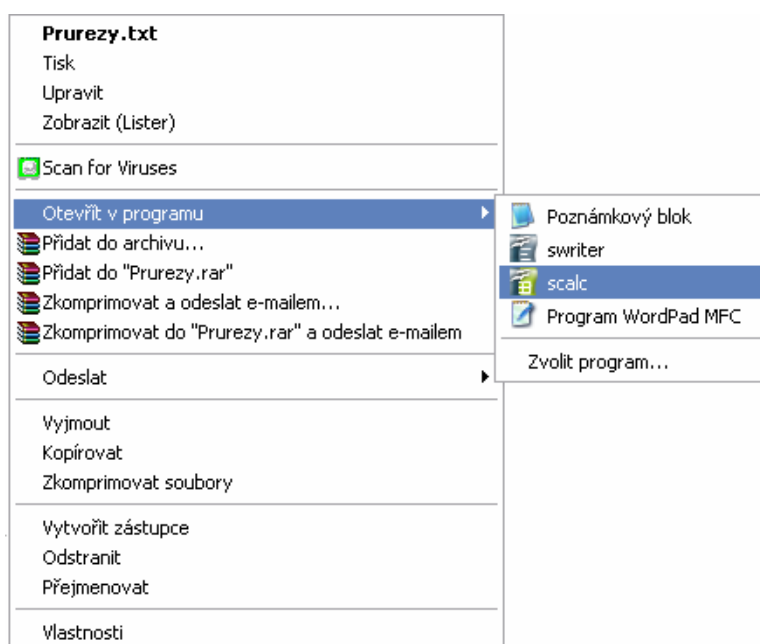 Prurezy.txt
Tisk
Upravit
Zobrazit (Lister)
Scan for Viruses
Otevřít v programu
Přidat do archivu...
Přidat do "Prurezy.rar"
Zkomprimovat a odeslat e-mailem...
Zkomprimovat do "Prurezy.rar" a odeslat e-mailem
Odeslat
Vyjmout
Kopírovat
Zkomprimovat soubory
Vytvořit zástupce
Odstranit
Přejmenovat
Vlastnosti
Poznámkový blok
swriter
scalc
Program WordPad MFC
Zvolit program...